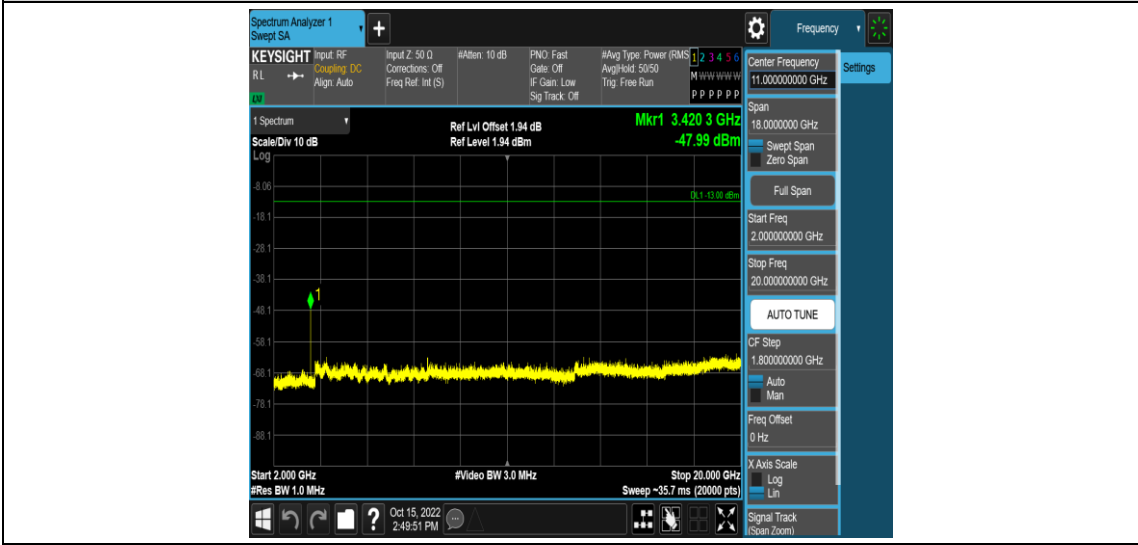 Spectrum Analyzer 1
Swept SA
+
Frequency
KEYSIGHT
RL
LXI
Input: RF
Coupling: DC
Align: Auto
Input Z: 50 Ω
Corrections: Off
Freq Ref: Int (S)
#Atten: 10 dB
PNO: Fast
Gate: Off
IF Gain: Low
Sig Track: Off
#Avg Type: Power (RMS
Avg|Hold: 50/50
Trig: Free Run
1 2 3 4 5 6
M W W W W W
P P P P P P
1 Spectrum
Scale/Div 10 dB
Ref Lvl Offset 1.94 dB
Ref Level 1.94 dBm
Mkr1 3.420 3 GHz
-47.99 dBm
Log
-8.06
-18.1
-28.1
-38.1
-48.1
-58.1
-68.1
-78.1
-88.1
DL1 -13.00 dBm
1
Start 2.000 GHz
#Res BW 1.0 MHz
#Video BW 3.0 MHz
Stop 20.000 GHz
Sweep ~35.7 ms (20000 pts)
?
Oct 15, 2022
2:49:51 PM
Center Frequency
11.000000000 GHz
Settings
Span
18.0000000 GHz
Swept Span
Zero Span
Full Span
Start Freq
2.000000000 GHz
Stop Freq
20.000000000 GHz
AUTO TUNE
CF Step
1.800000000 GHz
Auto
Man
Freq Offset
0 Hz
X Axis Scale
Log
Lin
Signal Track
(Span Zoom)